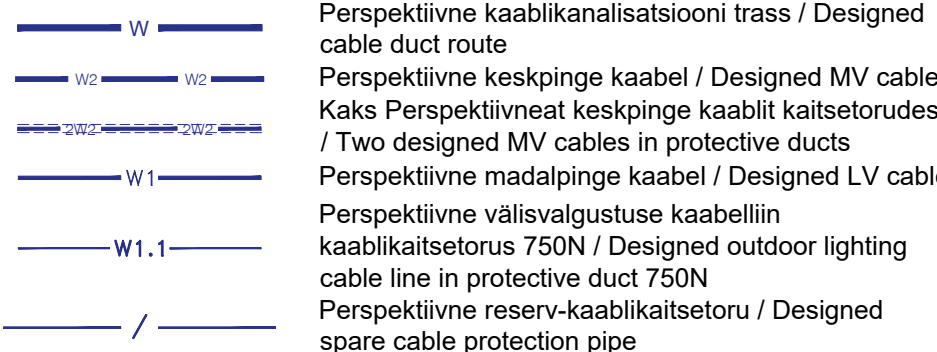 W Perspektiivne kaablikanalisatsiooni trass / Designed
cable duct route
W2 W2 Perspektiivne keskpinge kaabel / Designed MV cable
Kaks Perspektiivneat keskpinge kaablit kaitsetorudes
2W2 2W2 / Two designed MV cables in protective ducts
W1 Perspektiivne madalpinge kaabel / Designed LV cable
Perspektiivne välisvalgustuse kaabelliin
W1.1 kaablikaitsetorus 750N / Designed outdoor lighting
cable line in protective duct 750N
/ Perspektiivne reserv-kaablikaitsetoru / Designed
spare cable protection pipe